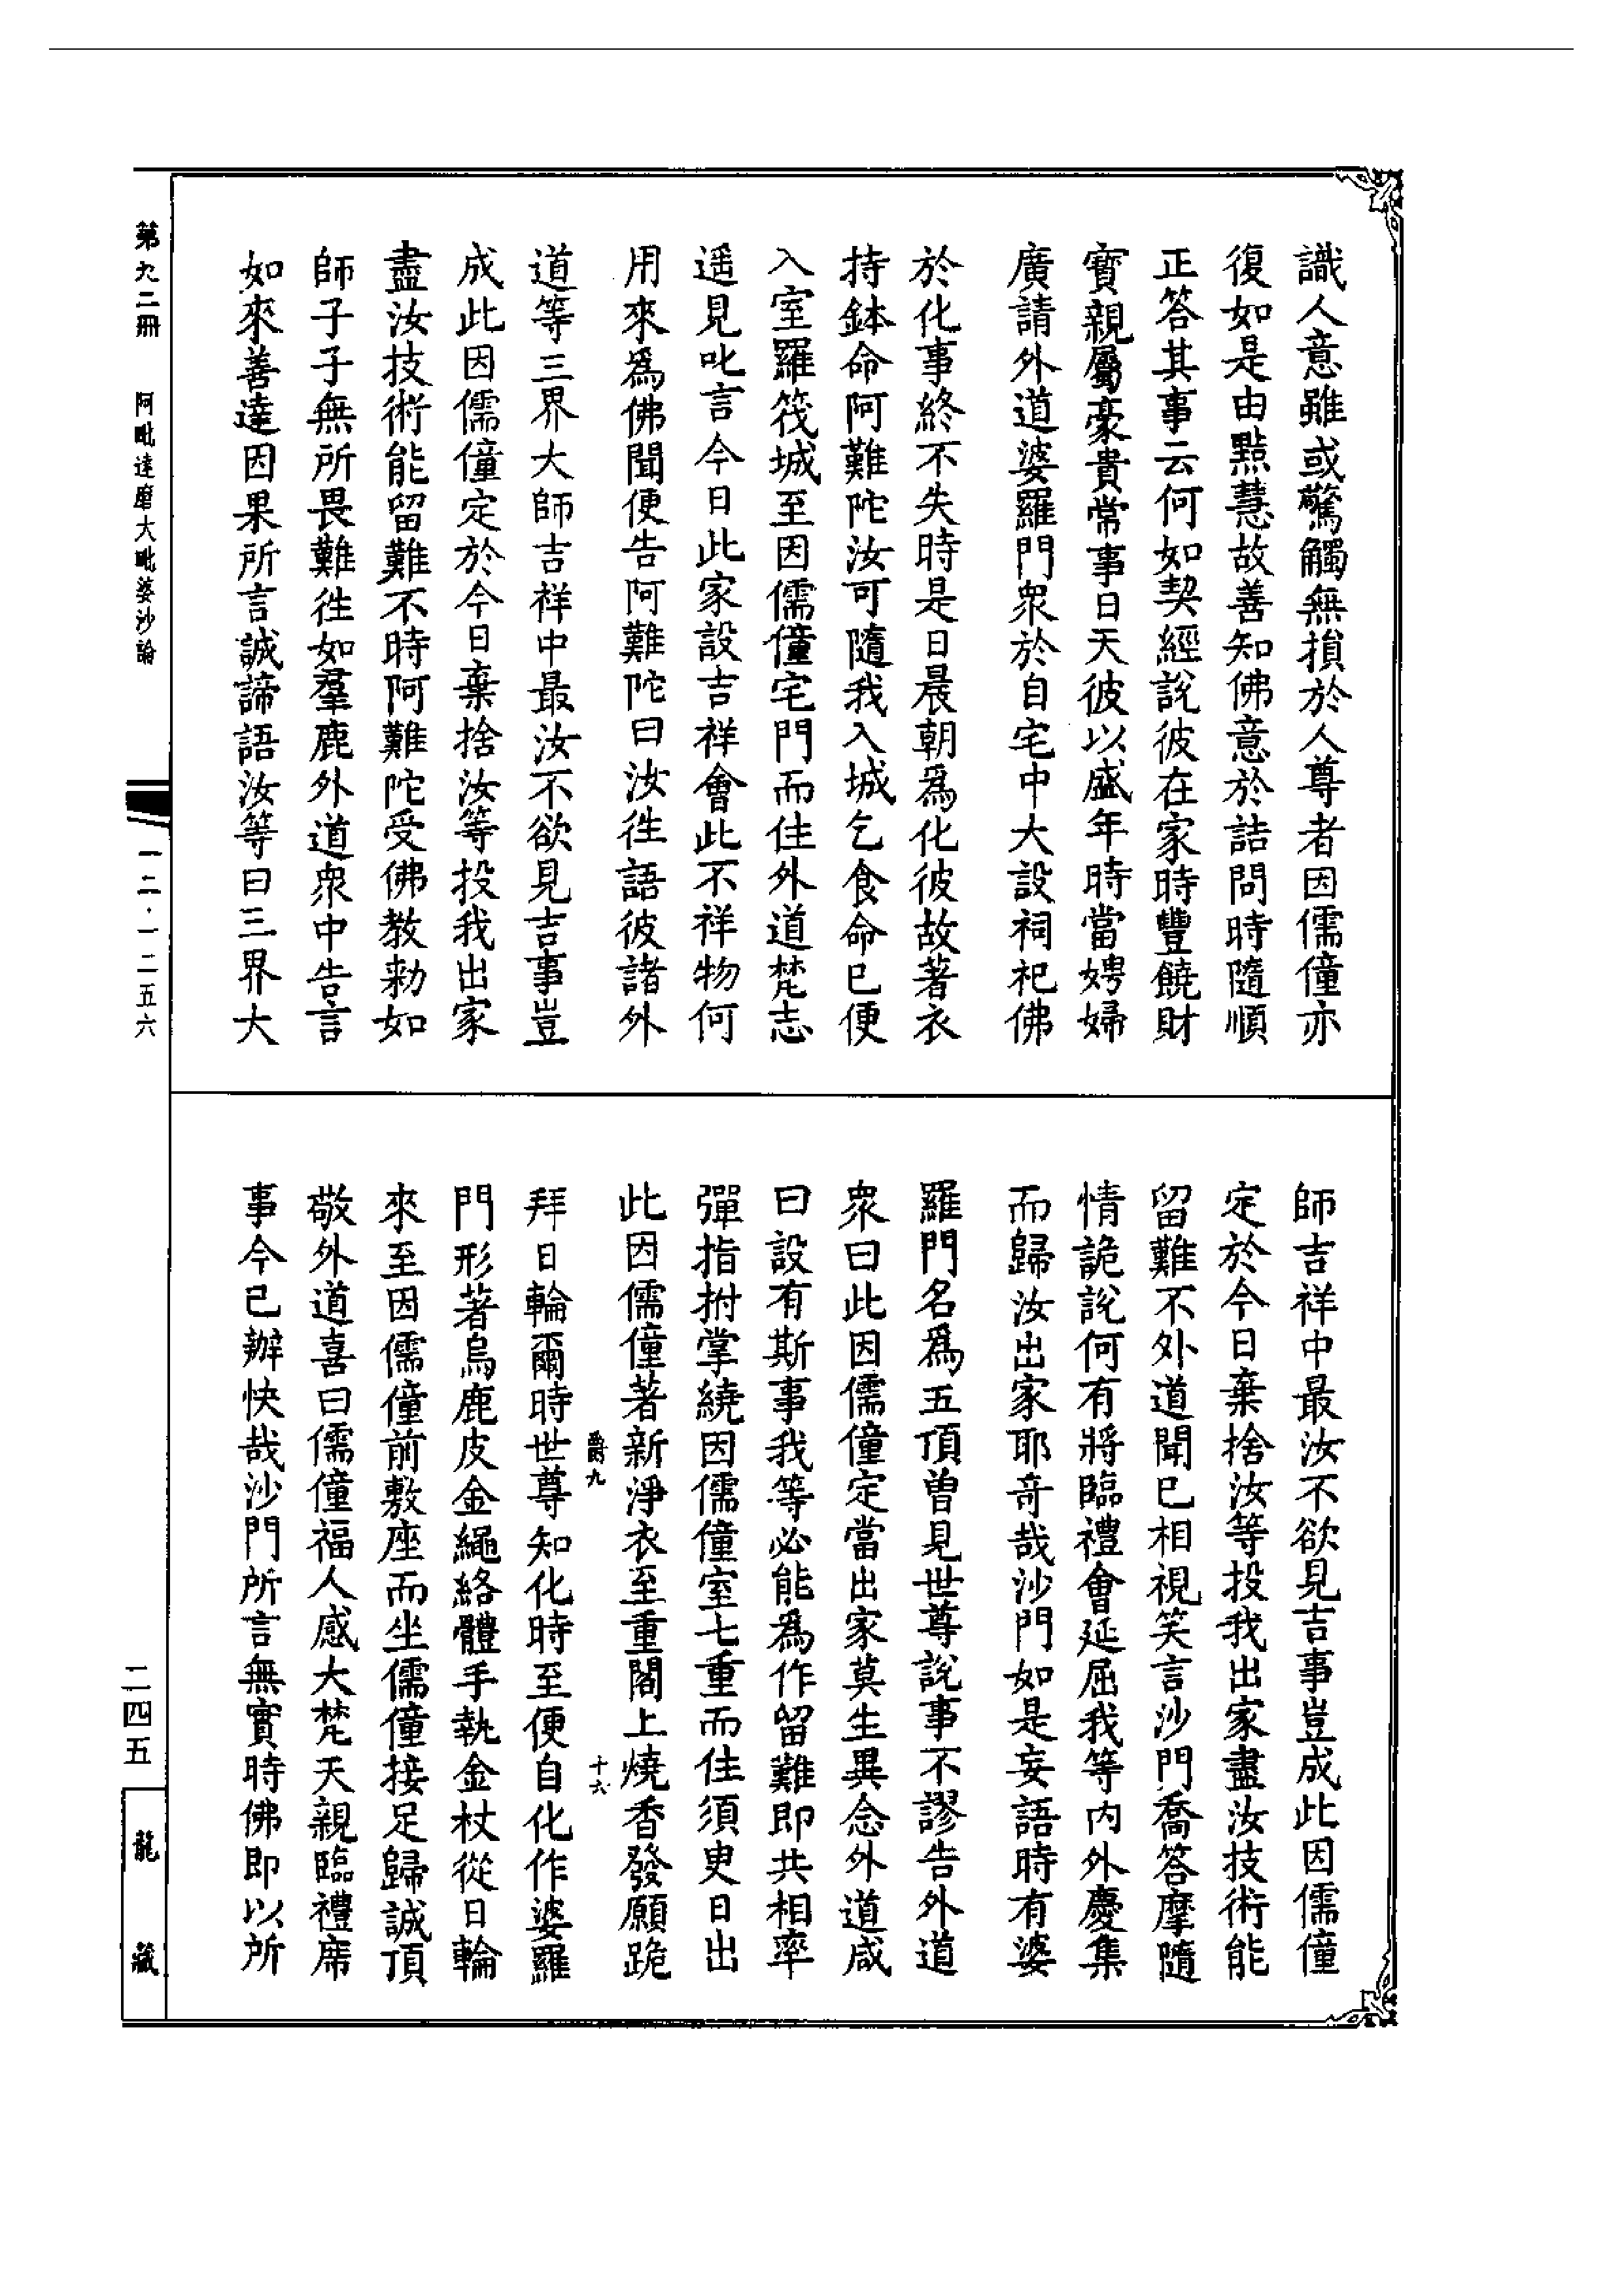 識人意雖或驚觸無損於人尊者因儒僮亦
復如是由黠慧故善知佛意於詰問時隨順
正答其事云何如契經說彼在家時豐饒財
寶親屬豪貴常事日天彼以盛年時當娉婦
廣請外道婆羅門衆於自宅中大設祠祀佛
於化事終不失時是日晨朝爲化彼故著衣
持鉢命阿難陀汝可隨我入城乞食命已便
入室羅筏城至因儒僮宅門而住外道梵志
遥見叱言今日此家設吉祥會此不祥物何
用來爲佛聞便告阿難陀曰汝往語彼諸外
道等三界大師吉祥中最汝不欲見吉事豈
成此因儒僮定於今日棄捨汝等投我出家
盡汝技術能留難不時阿難陀受佛教勅如
師子子無所畏難往如羣鹿外道衆中告言
如來善達因果所言誠諦語汝等曰三界大
師吉祥中最汝不欲見吉事豈成此因儒僮
定於今日棄捨汝等投我出家盡汝技術能
留難不外道聞已相視笑言沙門喬答摩隨
情詭說何有將臨禮會延屈我等内外慶集
而歸汝出家耶奇哉沙門如是妄語時有婆
羅門名爲五頂曾見世尊說事不謬告外道
衆曰此因儒僮定當出家莫生異念外道咸
曰設有斯事我等必能爲作留難即共相率
彈指拊掌繞因儒僮室七重而住須臾日出
此因儒僮著新淨衣至重閣上燒香發願跪
爵九 十六
拜日輪爾時世尊知化時至便自化作婆羅
門形著烏鹿皮金繩絡體手執金杖從日輪
來至因儒僮前敷座而坐儒僮接足歸誠頂
敬外道喜曰儒僮福人感大梵天親臨禮席
事今已辦快哉沙門所言無實時佛即以所
第九二冊 阿毗達磨大毗婆沙論
一二·一二五六
二四五
龍藏